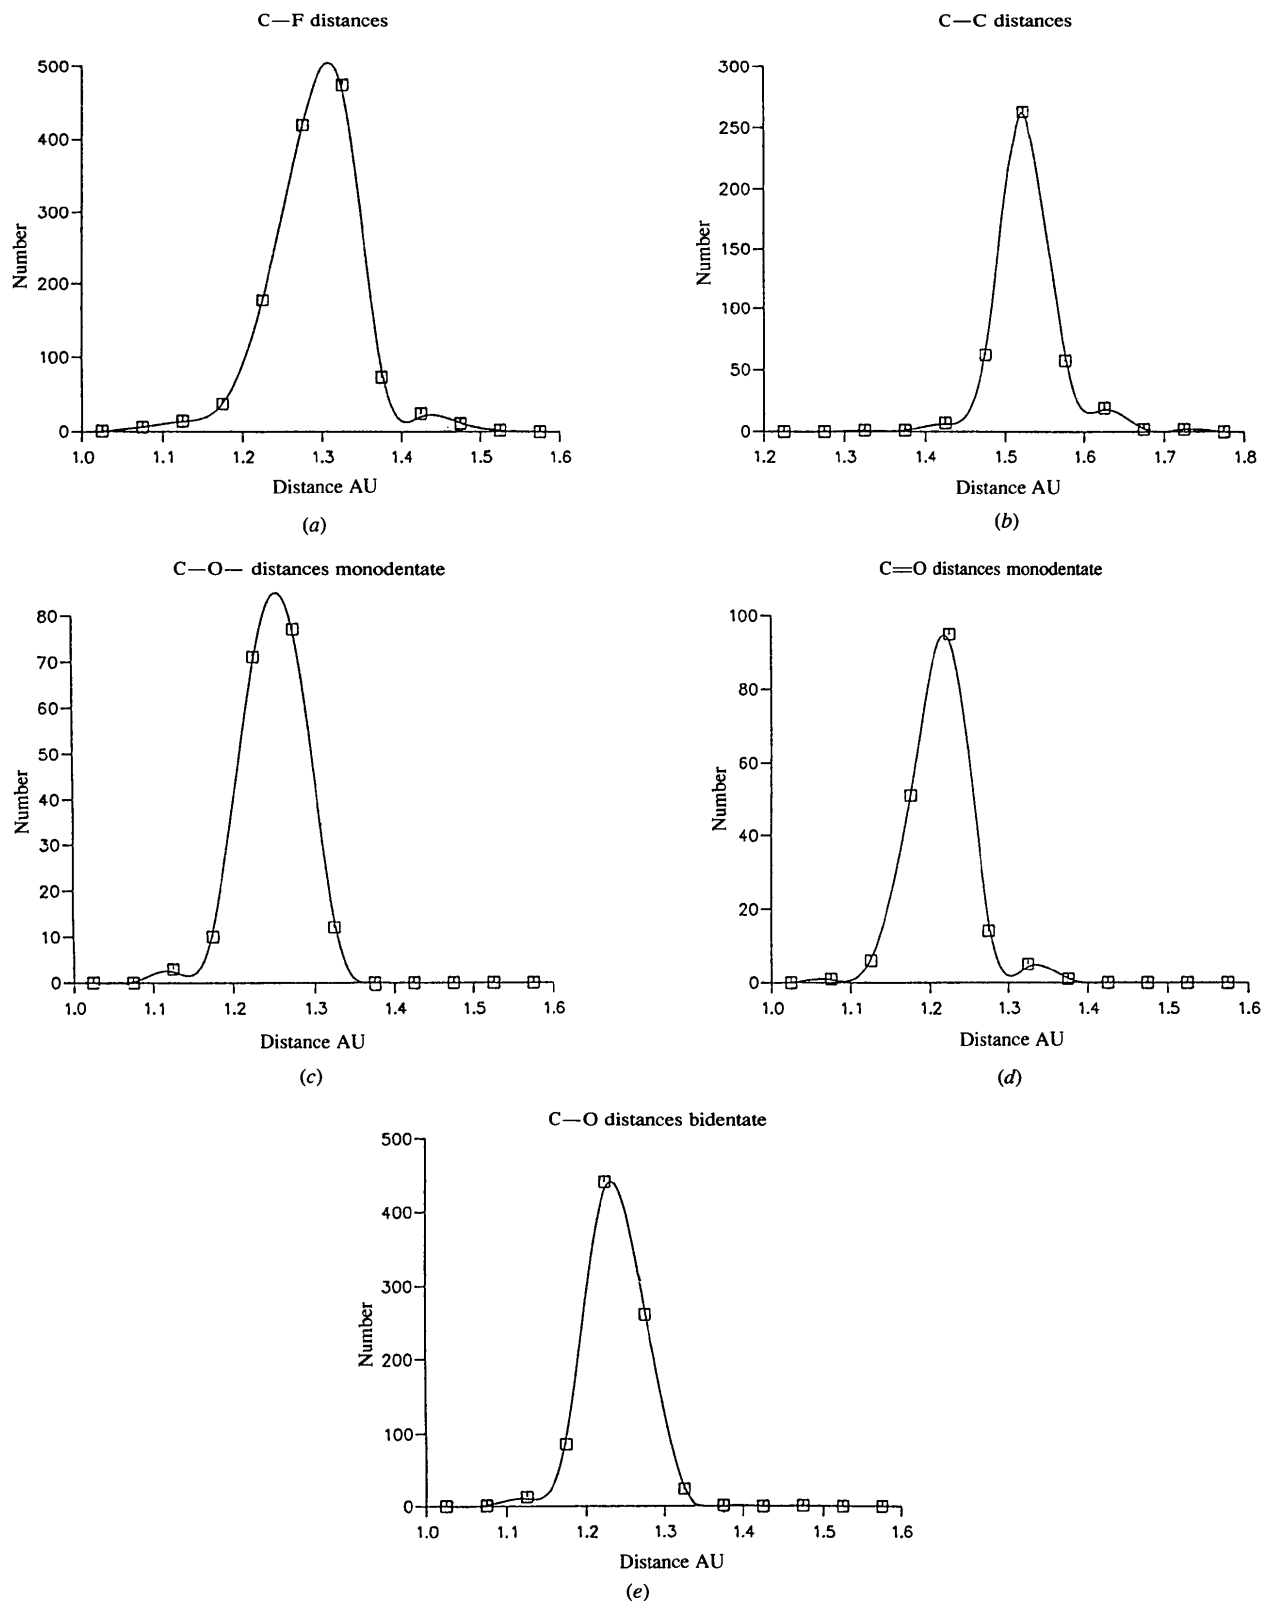 C—F distances
500
400
300
200
100
0
Number
1.0 1.1 1.2 1.3 1.4 1.5 1.6
Distance AU
(a)
C—C distances
300
250
200
150
100
50
0
Number
1.2 1.3 1.4 1.5 1.6 1.7 1.8
Distance AU
(b)
C—O— distances monodentate
80
70
60
50
40
30
20
10
0
Number
1.0 1.1 1.2 1.3 1.4 1.5 1.6
Distance AU
(c)
C=O distances monodentate
100
80
60
40
20
0
Number
1.0 1.1 1.2 1.3 1.4 1.5 1.6
Distance AU
(d)
C—O distances bidentate
500
400
300
200
100
0
Number
1.0 1.1 1.2 1.3 1.4 1.5 1.6
Distance AU
(e)